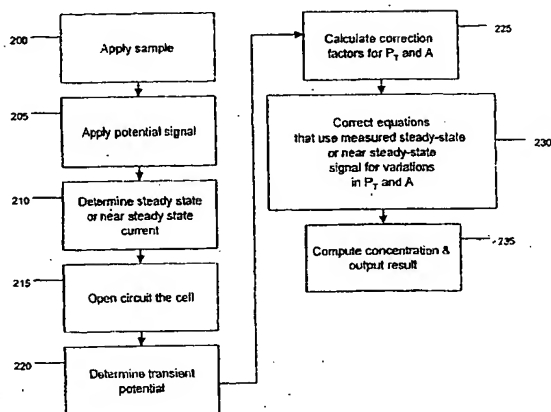 200
Apply sample
205
Apply potential signal
210
Determine steady state
or near steady state
current
215
Open circuit the cell
220
Determine transient
potential
225
Calculate correction
factors for PT and A
230
Correct equations
that use measured steady-state
or near steady-state
signal for variations
in PT and A
235
Compute concentration &
output result